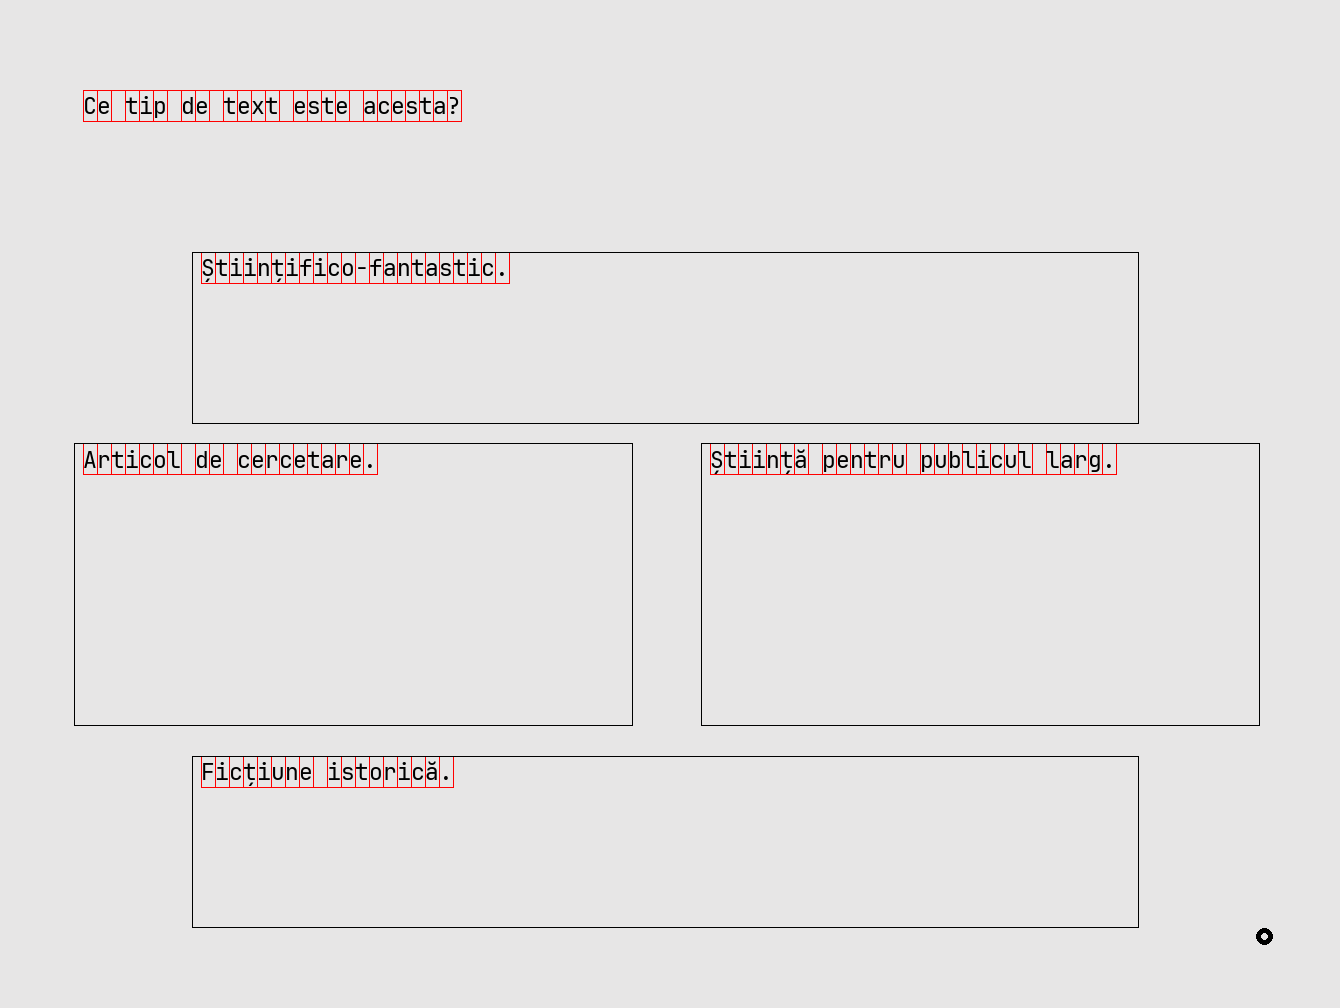 Ce tip de text este acesta?
Științifico-fantastic.
Articol de cercetare.
Știință pentru publicul larg.
Ficțiune istorică.